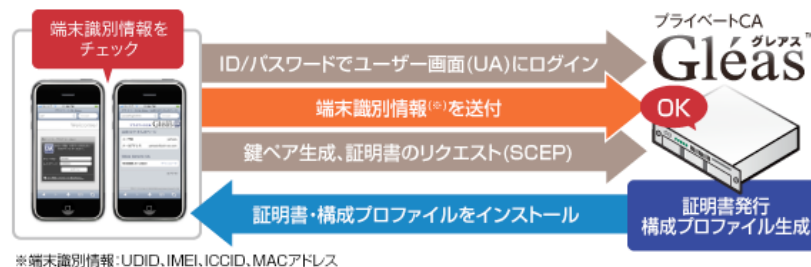 端末識別情報を
チェック
プライベートCA
グレアス
Gléas™
ID/パスワードでユーザー画面(UA)にログイン
端末識別情報(※)を送付
OK
鍵ペア生成、証明書のリクエスト(SCEP)
証明書・構成プロファイルをインストール
証明書発行
構成プロファイル生成
※端末識別情報:UDID、IMEI、ICCID、MACアドレス